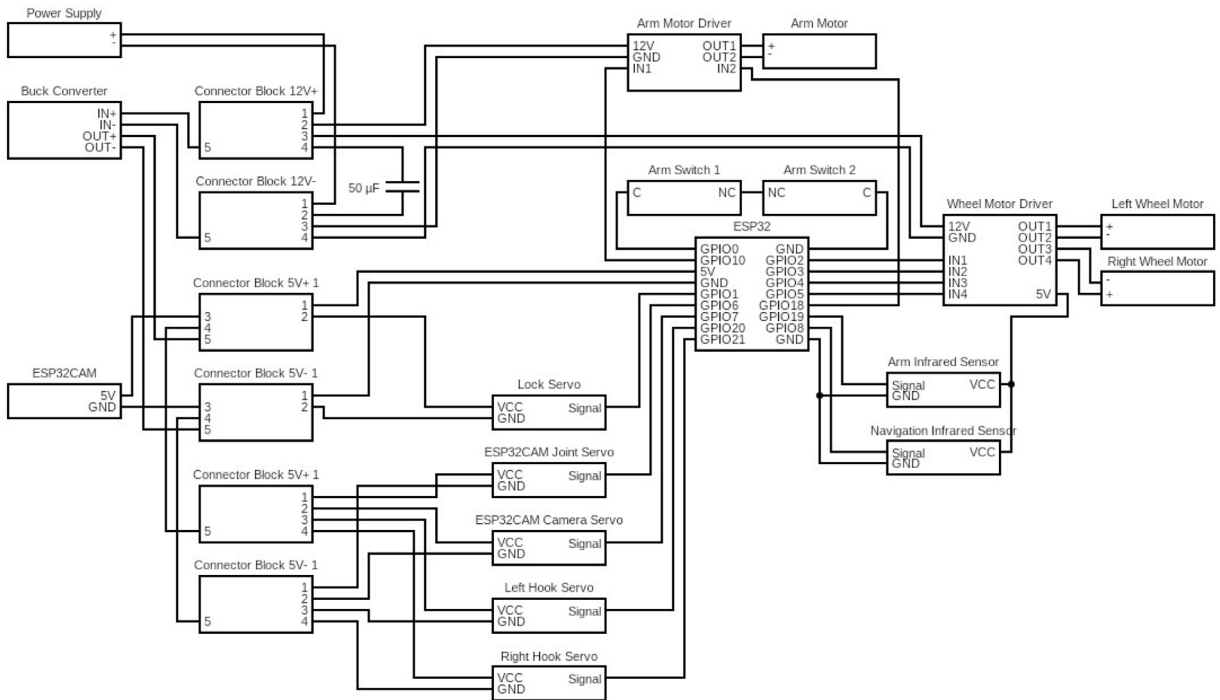 Power Supply
+
-
Buck Converter
IN+
IN-
OUT+
OUT-
Connector Block 12V+
1
2
3
4
5
Connector Block 12V-
1
2
3
4
5
50 µF
Arm Motor Driver
12V OUT1
GND OUT2
IN1 IN2
Arm Motor
+
-
Arm Switch 1
C NC
Arm Switch 2
NC C
ESP32
GPIO0 GND
GPIO10 GPIO2
5V GPIO3
GND GPIO4
GPIO1 GPIO5
GPIO6 GPIO18
GPIO7 GPIO19
GPIO20 GPIO8
GPIO21 GND
Wheel Motor Driver
12V OUT1
GND OUT2
OUT3
IN1 OUT4
IN2
IN3
IN4 5V
Left Wheel Motor
+
-
Right Wheel Motor
-
+
Connector Block 5V+ 1
1
2
3
4
5
ESP32CAM
5V
GND
Connector Block 5V- 1
1
2
3
4
5
Lock Servo
VCC Signal
GND
Arm Infrared Sensor
Signal VCC
GND
Navigation Infrared Sensor
Signal VCC
GND
Connector Block 5V+ 1
1
2
3
4
5
ESP32CAM Joint Servo
VCC Signal
GND
ESP32CAM Camera Servo
VCC Signal
GND
Connector Block 5V- 1
1
2
3
4
5
Left Hook Servo
VCC Signal
GND
Right Hook Servo
VCC Signal
GND